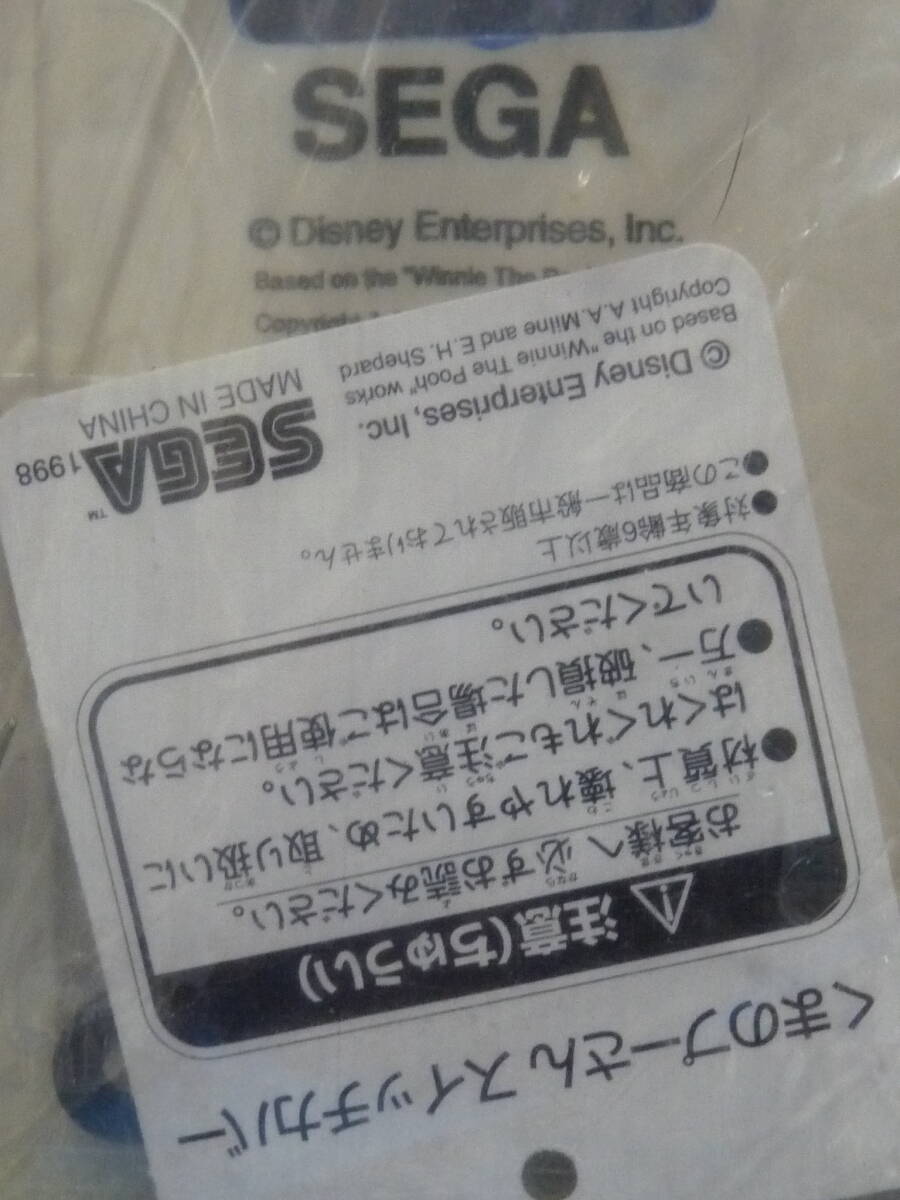 SEGA
© Disney Enterprises, Inc.
Based on the "Winnie The
くまのプーさん スイッチカバー
注意(ちゅうい)
お客様へ 必ずお読みください。
●材質上、壊れやすいため、取り扱いに
はくれぐれもご注意ください。
●万一、破損した場合はご使用にならな
いでください。
●対象年齢6歳以上
●この商品は一般市販されておりません。
© Disney Enterprises, Inc.
Based on the "Winnie The Pooh" works
Copyright A.A.Milne and E.H. Shepard
SEGA™ 1998
MADE IN CHINA